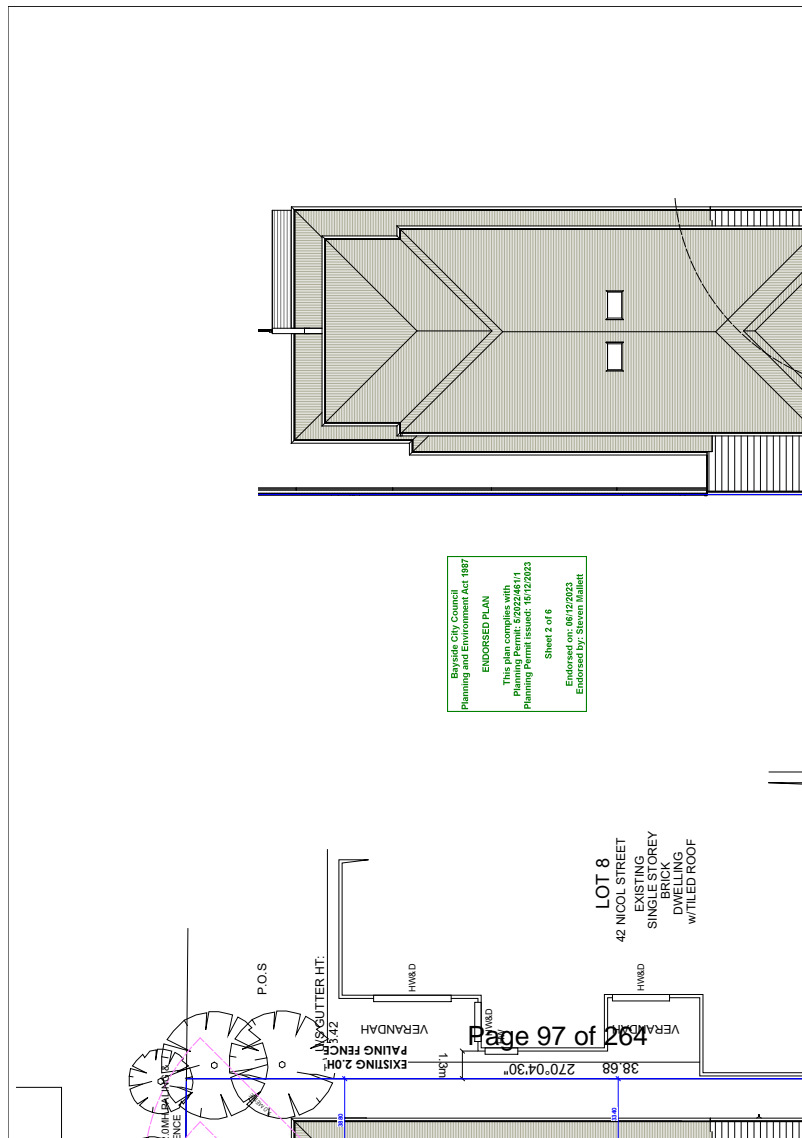 Bayside City Council
Planning and Environment Act 1987
ENDORSED PLAN
This plan complies with
Planning Permit: 5/2022/461/1
Planning Permit issued: 15/12/2023
Sheet 2 of 6
Endorsed on: 06/12/2023
Endorsed by: Steven Mallett
LOT 8
42 NICOL STREET
EXISTING
SINGLE STOREY
BRICK
DWELLING
w/TILED ROOF
P.O.S
GUTTER HT:
HW&D
HW&D
HW&D
VERANDAH
VERANDAH
Page 97 of 264
EXISTING 2.0H
PALING FENCE
1.3m
270°04'30"
38.68